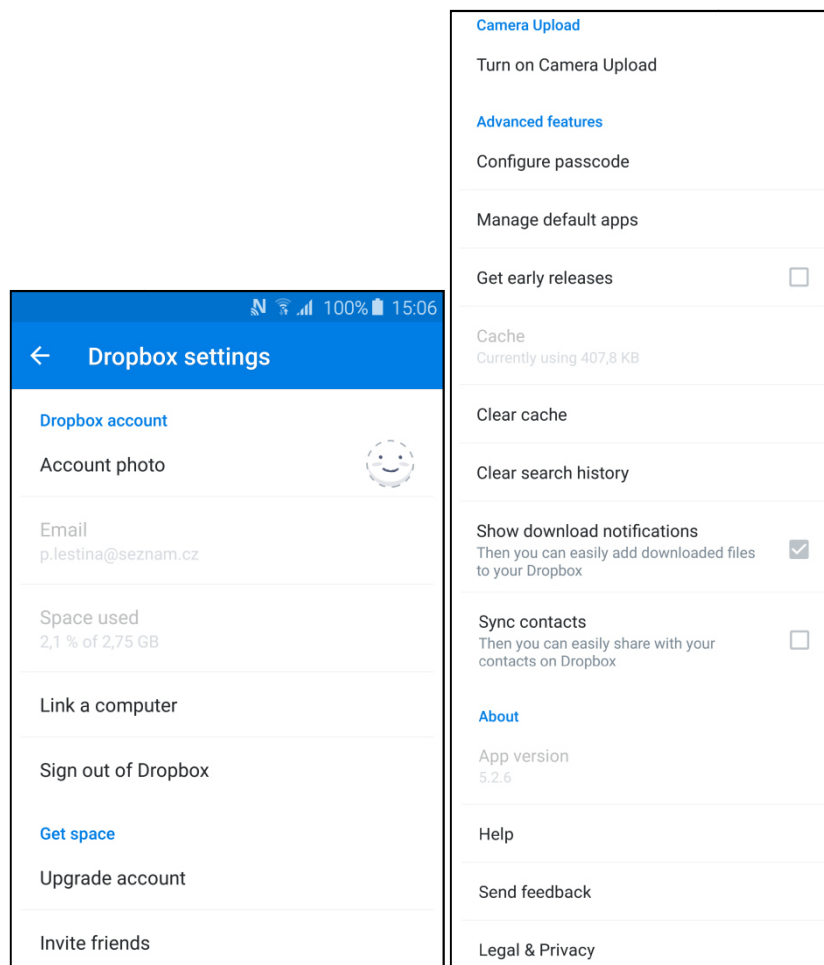 100% 15:06
Dropbox settings
Dropbox account
Account photo
Email
p.lestina@seznam.cz
Space used
2,1 % of 2,75 GB
Link a computer
Sign out of Dropbox
Get space
Upgrade account
Invite friends
Camera Upload
Turn on Camera Upload
Advanced features
Configure passcode
Manage default apps
Get early releases
Cache
Currently using 407,8 KB
Clear cache
Clear search history
Show download notifications
Then you can easily add downloaded files
to your Dropbox
Sync contacts
Then you can easily share with your
contacts on Dropbox
About
App version
5.2.6
Help
Send feedback
Legal & Privacy